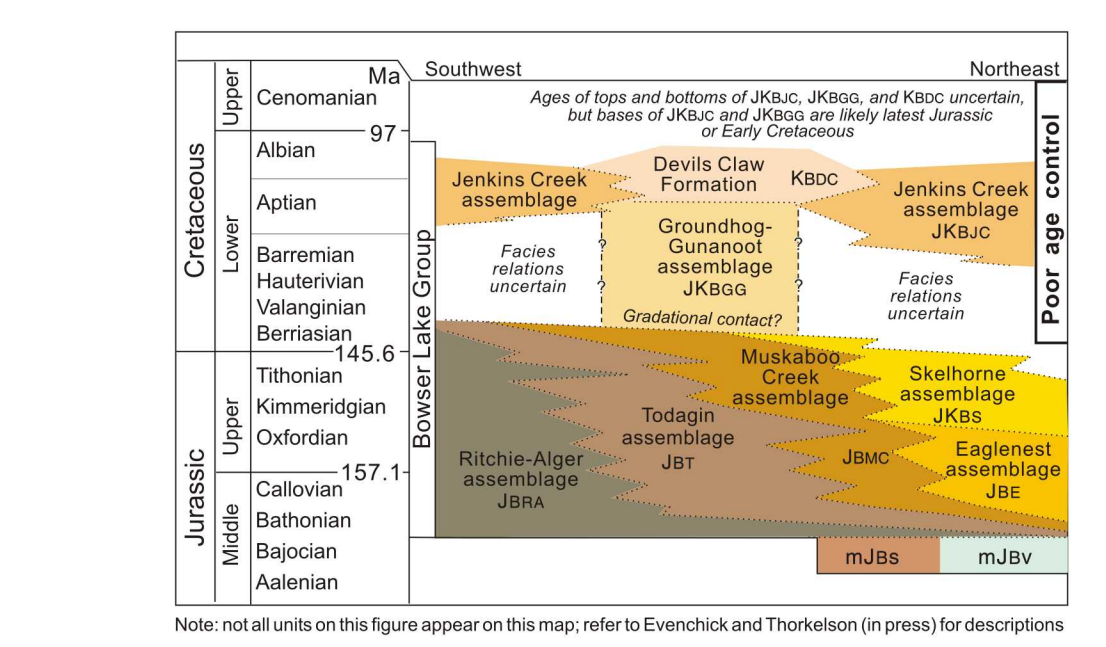 Ma
Southwest
Northeast
Cretaceous
Upper
Cenomanian
97
Ages of tops and bottoms of JKBJC, JKBGG, and KBDC uncertain,
but bases of JKBJC and JKBGG are likely latest Jurassic
or Early Cretaceous
Poor age control
Lower
Albian
Aptian
Barremian
Hauterivian
Valanginian
Berriasian
145.6
Jurassic
Upper
Tithonian
Kimmeridgian
Oxfordian
157.1
Middle
Callovian
Bathonian
Bajocian
Aalenian
Bowser Lake Group
Jenkins Creek
assemblage
Devils Claw
Formation
KBDC
Jenkins Creek
assemblage
JKBJC
Groundhog-
Gunanoot
assemblage
JKBGG
?
?
?
?
Facies
relations
uncertain
Facies
relations
uncertain
Gradational contact?
Muskaboo
Creek
assemblage
Skelhorne
assemblage
JKBS
Todagin
assemblage
JBT
JBMC
Eaglenest
assemblage
JBE
Ritchie-Alger
assemblage
JBRA
mJBs
mJBv
Note: not all units on this figure appear on this map; refer to Evenchick and Thorkelson (in press) for descriptions